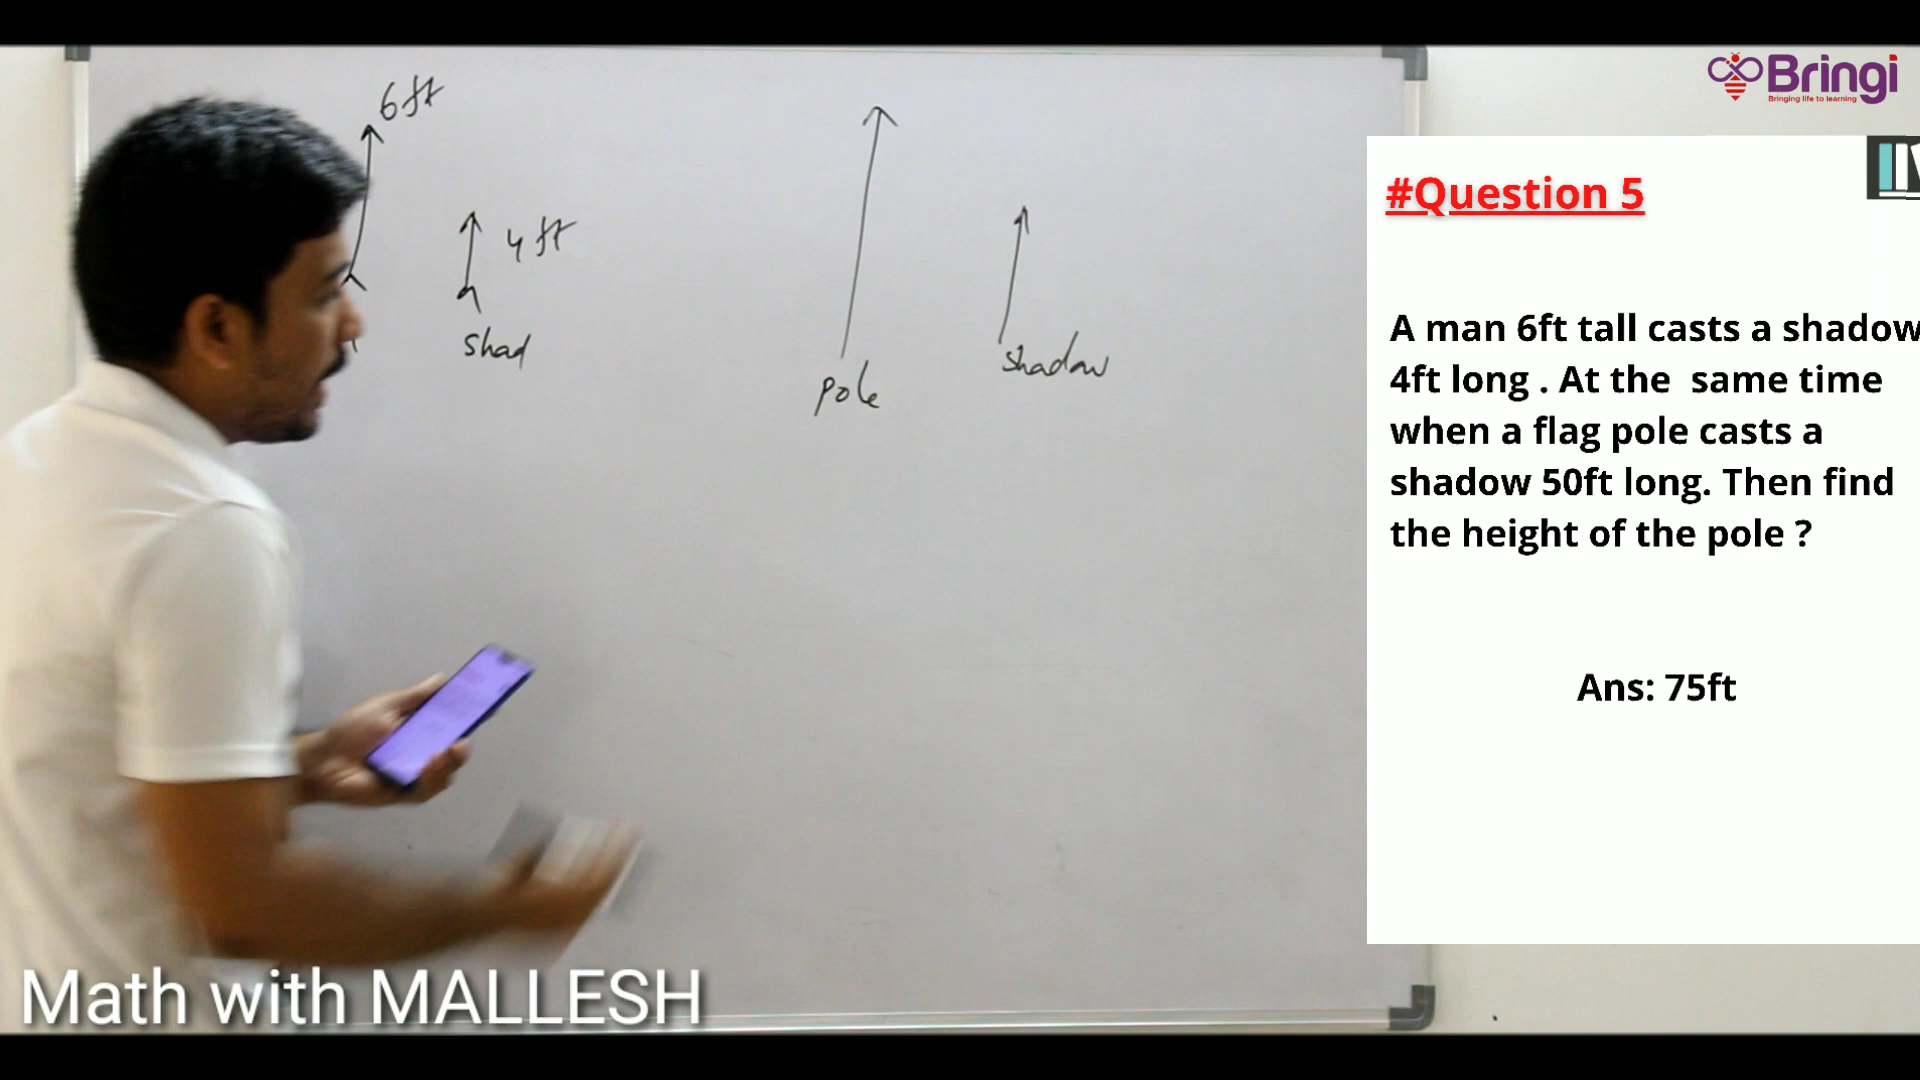 6ft
4 ft
shad
pole
shadow
Bringi
Bringing life to learning
#Question 5
A man 6ft tall casts a shadow
4ft long . At the same time
when a flag pole casts a
shadow 50ft long. Then find
the height of the pole ?
Ans: 75ft
Math with MALLESH